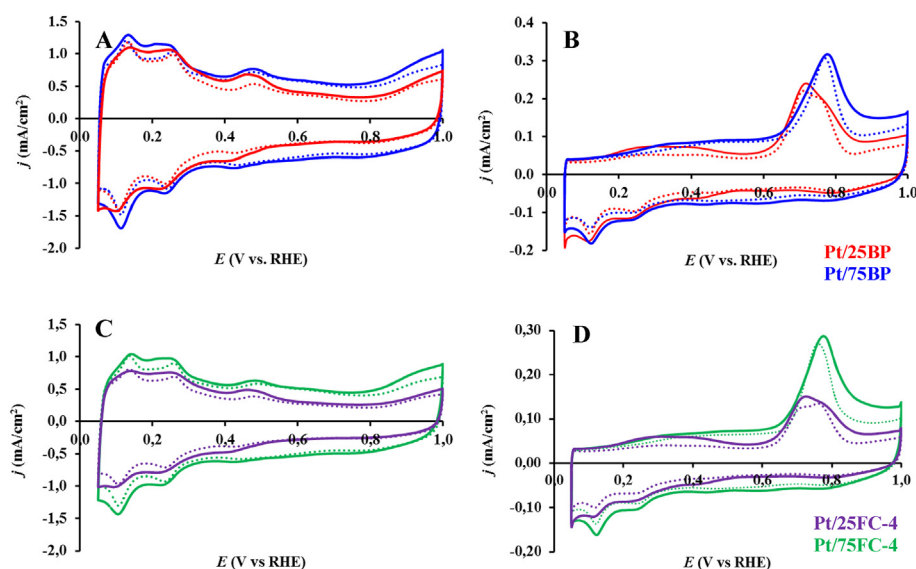 A
j (mA/cm²)
1.5
1.0
0.5
0.0
-0.5
-1.0
-1.5
-2.0
0.0 0.2 0.4 0.6 0.8 1.0
E (V vs. RHE)
B
j (mA/cm²)
0.4
0.3
0.2
0.1
0.0
-0.1
-0.2
0.0 0.2 0.4 0.6 0.8 1.0
E (V vs. RHE)
Pt/25BP
Pt/75BP
C
j (mA/cm²)
1,5
1,0
0,5
0,0
-0,5
-1,0
-1,5
-2,0
0,0 0,2 0,4 0,6 0,8 1,0
E (V vs RHE)
D
j (mA/cm²)
0,30
0,20
0,10
0,00
-0,10
-0,20
0,0 0,2 0,4 0,6 0,8 1,0
E (V vs RHE)
Pt/25FC-4
Pt/75FC-4